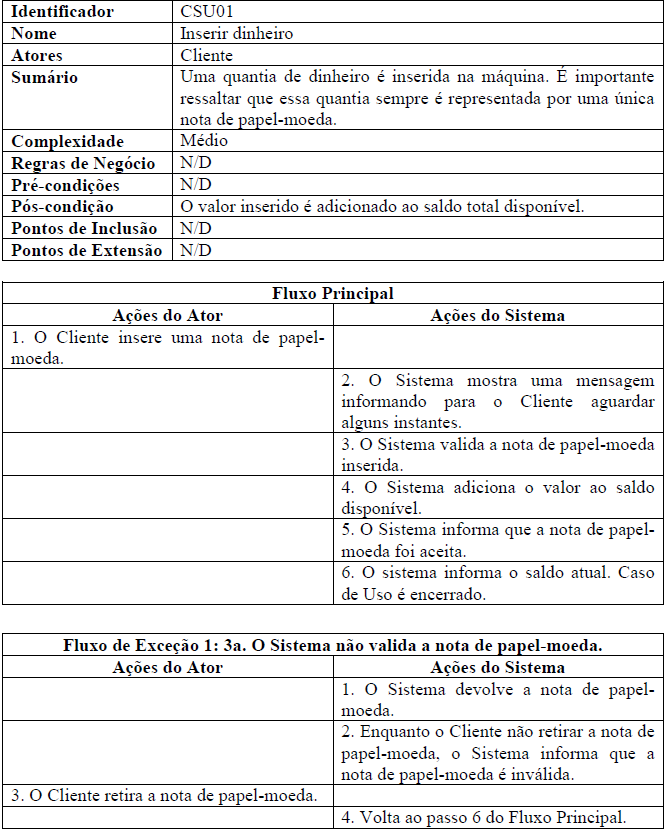 Identificador CSU01
Nome Inserir dinheiro
Atores Cliente
Sumário Uma quantia de dinheiro é inserida na máquina. É importante
ressaltar que essa quantia sempre é representada por uma única
nota de papel-moeda.
Complexidade Médio
Regras de Negócio N/D
Pré-condições N/D
Pós-condição O valor inserido é adicionado ao saldo total disponível.
Pontos de Inclusão N/D
Pontos de Extensão N/D
Fluxo Principal
Ações do Ator Ações do Sistema
1. O Cliente insere uma nota de papel-
moeda.
2. O Sistema mostra uma mensagem
informando para o Cliente aguardar
alguns instantes.
3. O Sistema valida a nota de papel-moeda
inserida.
4. O Sistema adiciona o valor ao saldo
disponível.
5. O Sistema informa que a nota de papel-
moeda foi aceita.
6. O sistema informa o saldo atual. Caso
de Uso é encerrado.
Fluxo de Exceção 1: 3a. O Sistema não valida a nota de papel-moeda.
Ações do Ator Ações do Sistema
1. O Sistema devolve a nota de papel-
moeda.
2. Enquanto o Cliente não retirar a nota de
papel-moeda, o Sistema informa que a
nota de papel-moeda é inválida.
3. O Cliente retira a nota de papel-moeda.
4. Volta ao passo 6 do Fluxo Principal.